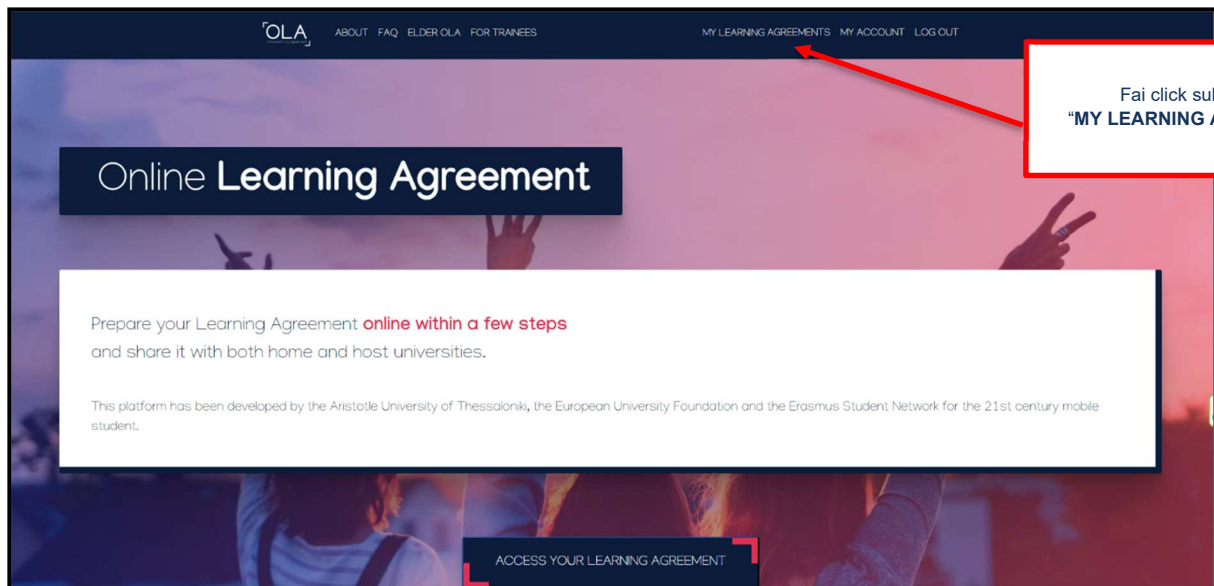 OLA
ABOUT FAQ ELDER OLA FOR TRAINEES
MY LEARNING AGREEMENTS MY ACCOUNT LOG OUT
Fai click
“MY LEARNING
Online Learning Agreement
Prepare your Learning Agreement online within a few steps
and share it with both home and host universities.
This platform has been developed by the Aristotle University of Thessaloniki, the European University Foundation and the Erasmus Student Network for the 21st century mobile
student.
ACCESS YOUR LEARNING AGREEMENT